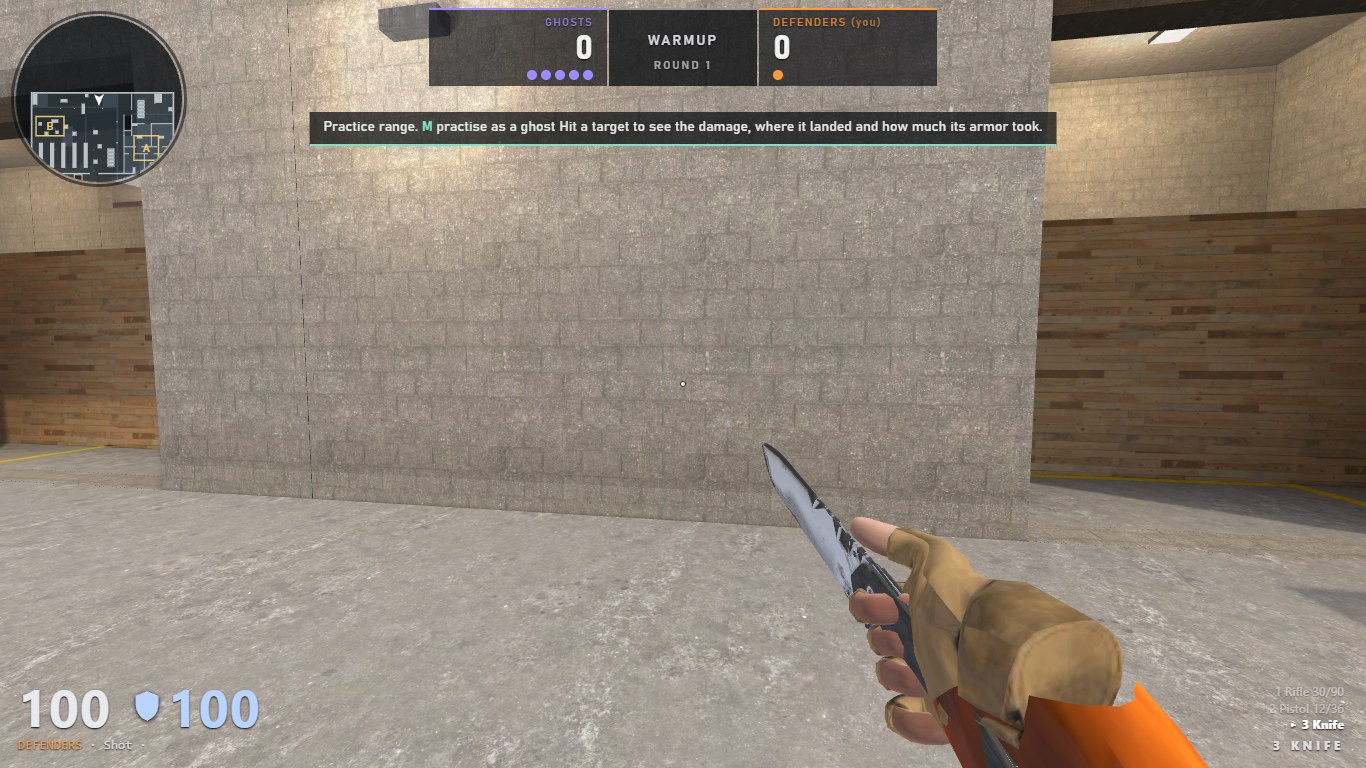 GHOSTS
0
WARMUP
ROUND 1
DEFENDERS (you)
0
Practice range. M practise as a ghost Hit a target to see the damage, where it landed and how much its armor took.
B
A
100 100
DEFENDERS · Shot ·
1 Rifle 30/90
2 Pistol 12/36
▸ 3 Knife
3 KNIFE